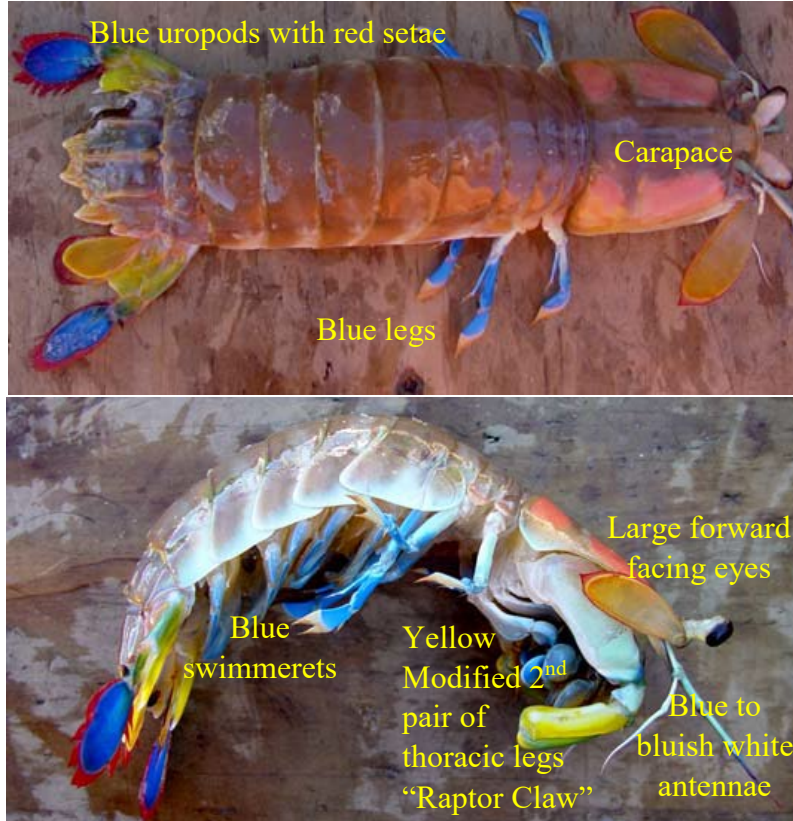 Blue uropods with red setae
Carapace
Blue legs
Large forward
facing eyes
Blue
swimmerets
Yellow
Modified 2nd
pair of
thoracic legs
“Raptor Claw”
Blue to
bluish white
antennae